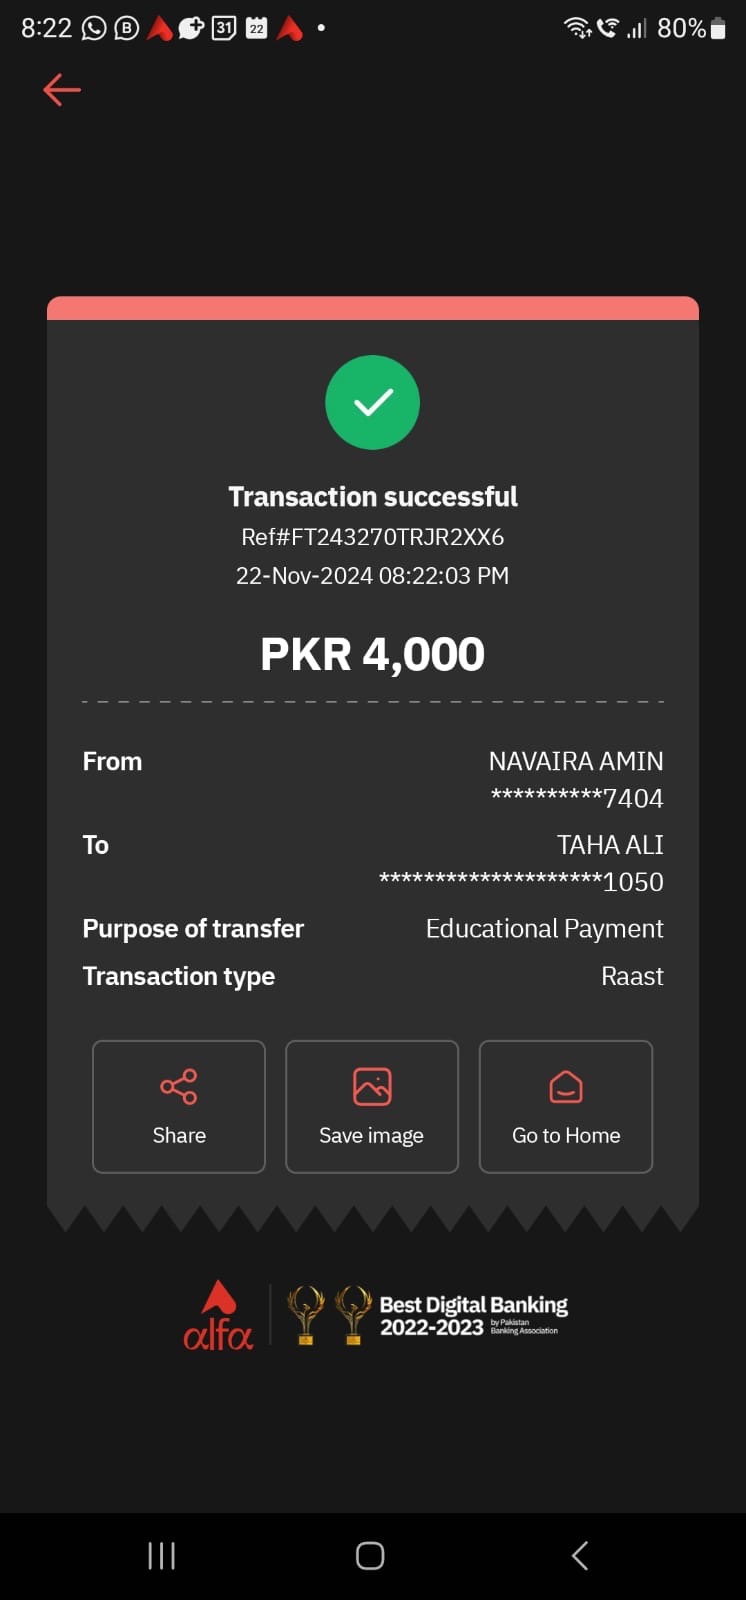 8:22 B 31 22 80%
Transaction successful
Ref#FT243270TRJR2XX6
22-Nov-2024 08:22:03 PM
PKR 4,000
From NAVAIRA AMIN
**********7404
To TAHA ALI
********************1050
Purpose of transfer Educational Payment
Transaction type Raast
Share Save image Go to Home
alfa Best Digital Banking
2022-2023 by Pakistan
Banking Association